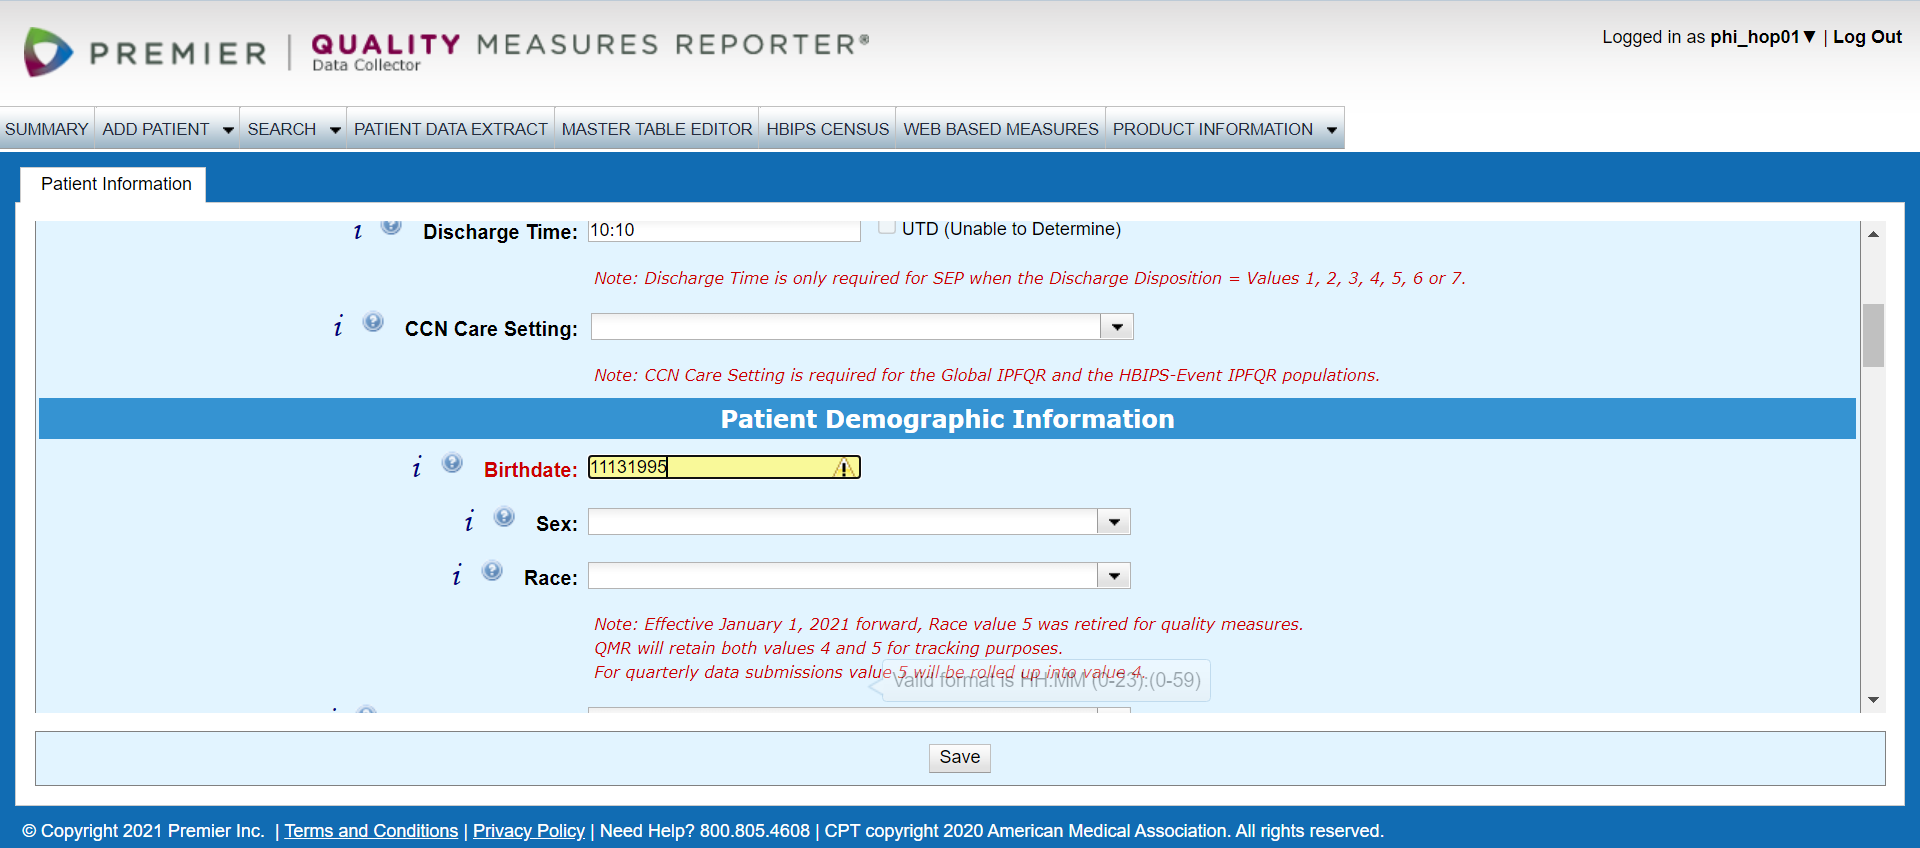 PREMIER | QUALITY MEASURES REPORTER®
Data Collector
Logged in as phi_hop01▼ | Log Out
SUMMARY ADD PATIENT SEARCH PATIENT DATA EXTRACT MASTER TABLE EDITOR HBIPS CENSUS WEB BASED MEASURES PRODUCT INFORMATION
Patient Information
i ? Discharge Time: 10:10 UTD (Unable to Determine)
Note: Discharge Time is only required for SEP when the Discharge Disposition = Values 1, 2, 3, 4, 5, 6 or 7.
i ? CCN Care Setting:
Note: CCN Care Setting is required for the Global IPFQR and the HBIPS-Event IPFQR populations.
Patient Demographic Information
i ? Birthdate: 11131995
i ? Sex:
i ? Race:
Note: Effective January 1, 2021 forward, Race value 5 was retired for quality measures.
QMR will retain both values 4 and 5 for tracking purposes.
For quarterly data submissions value 5 will be rolled up into value 4.
Valid format is HH:MM (0-23):(0-59)
Save
© Copyright 2021 Premier Inc. | Terms and Conditions | Privacy Policy | Need Help? 800.805.4608 | CPT copyright 2020 American Medical Association. All rights reserved.